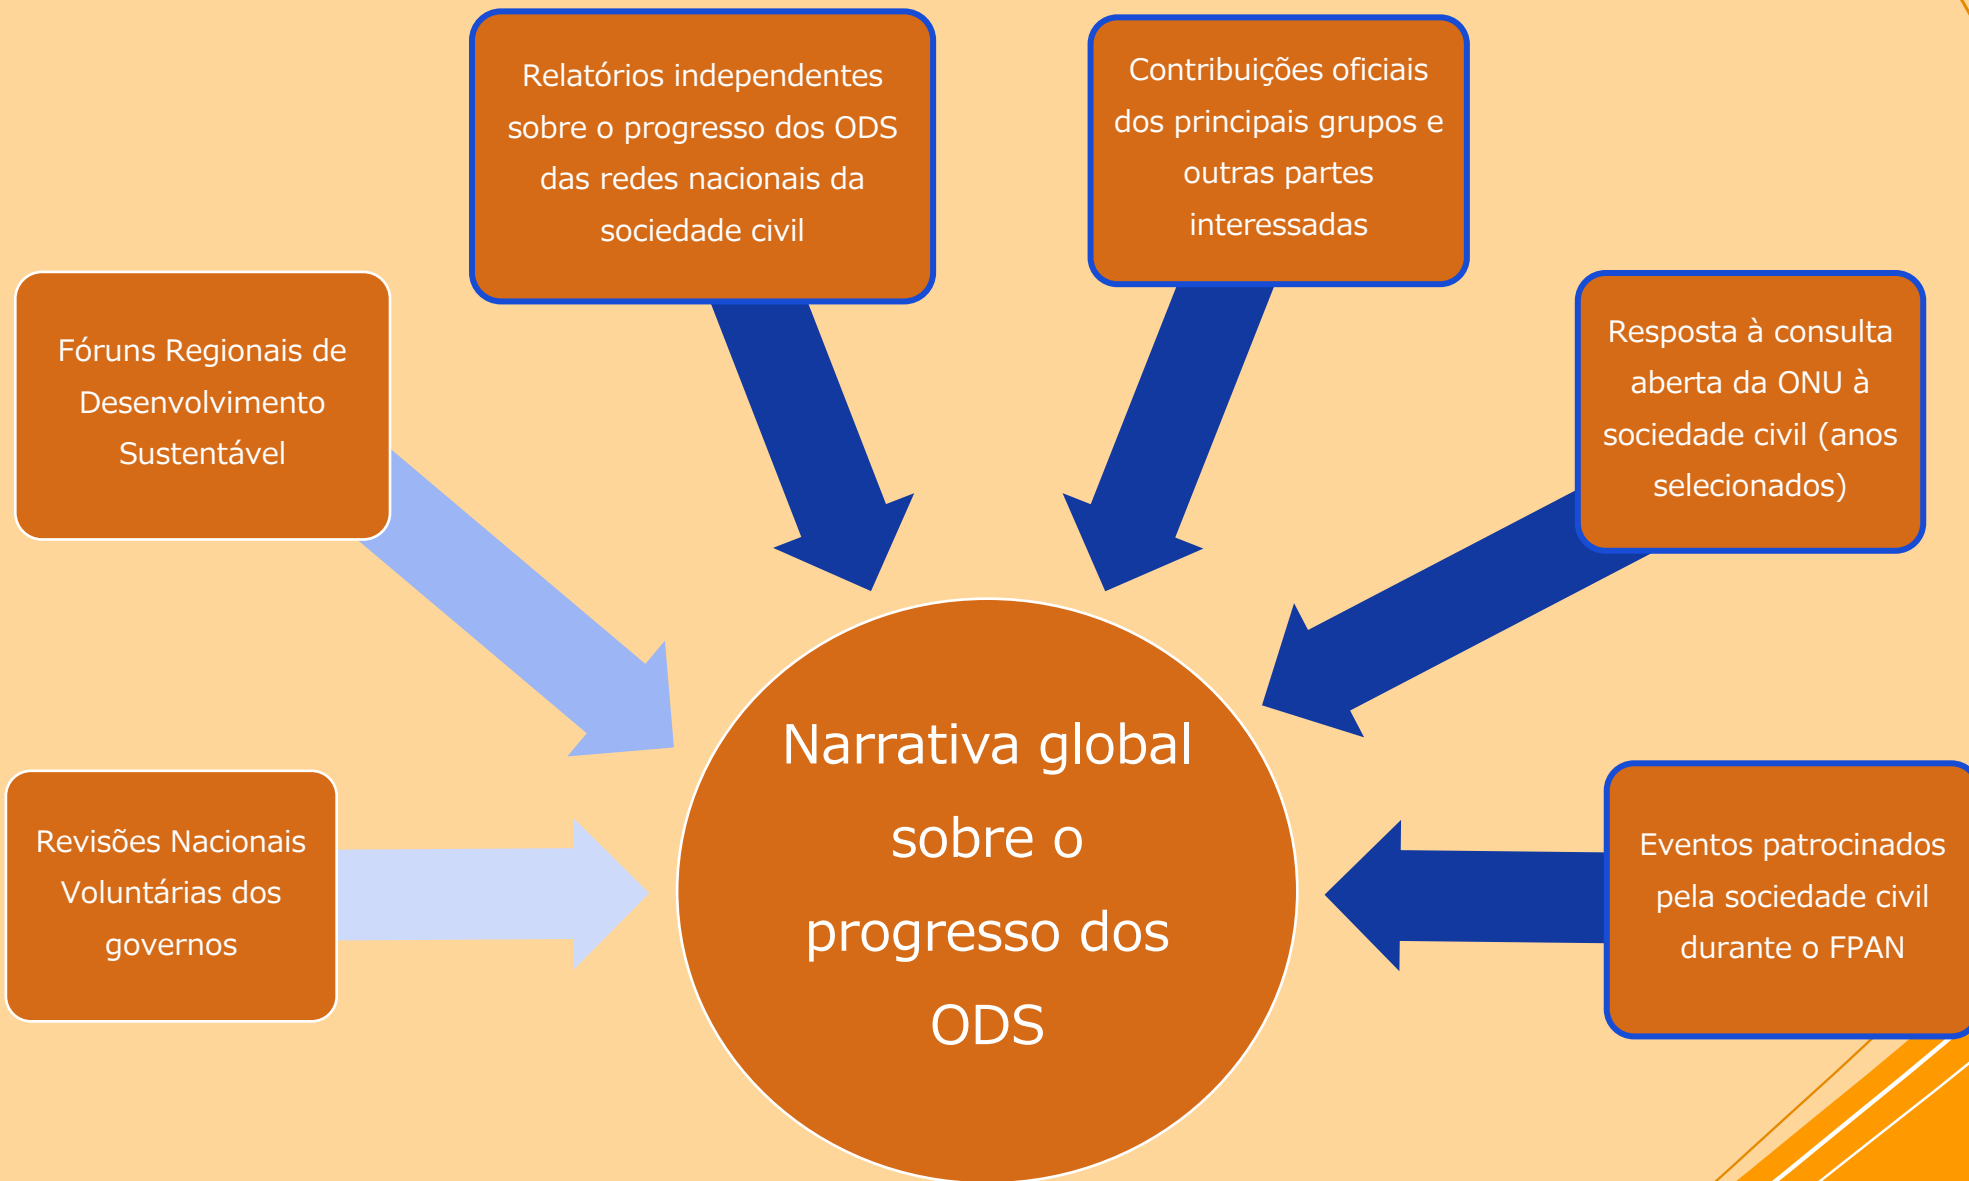 Relatórios independentes
sobre o progresso dos ODS
das redes nacionais da
sociedade civil
Contribuições oficiais
dos principais grupos e
outras partes
interessadas
Fóruns Regionais de
Desenvolvimento
Sustentável
Resposta à consulta
aberta da ONU à
sociedade civil (anos
selecionados)
Revisões Nacionais
Voluntárias dos
governos
Narrativa global
sobre o
progresso dos
ODS
Eventos patrocinados
pela sociedade civil
durante o FPAN